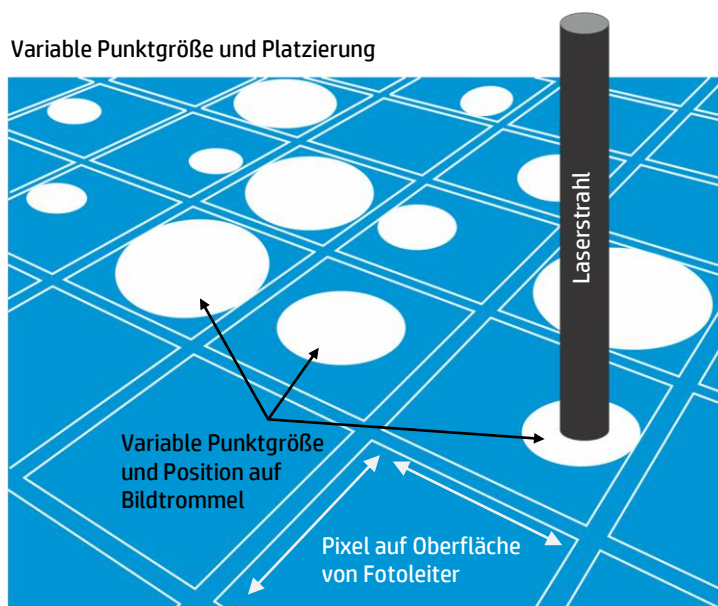 Variable Punktgröße und Platzierung
Laserstrahl
Variable Punktgröße
und Position auf
Bildtrommel
Pixel auf Oberfläche
von Fotoleiter